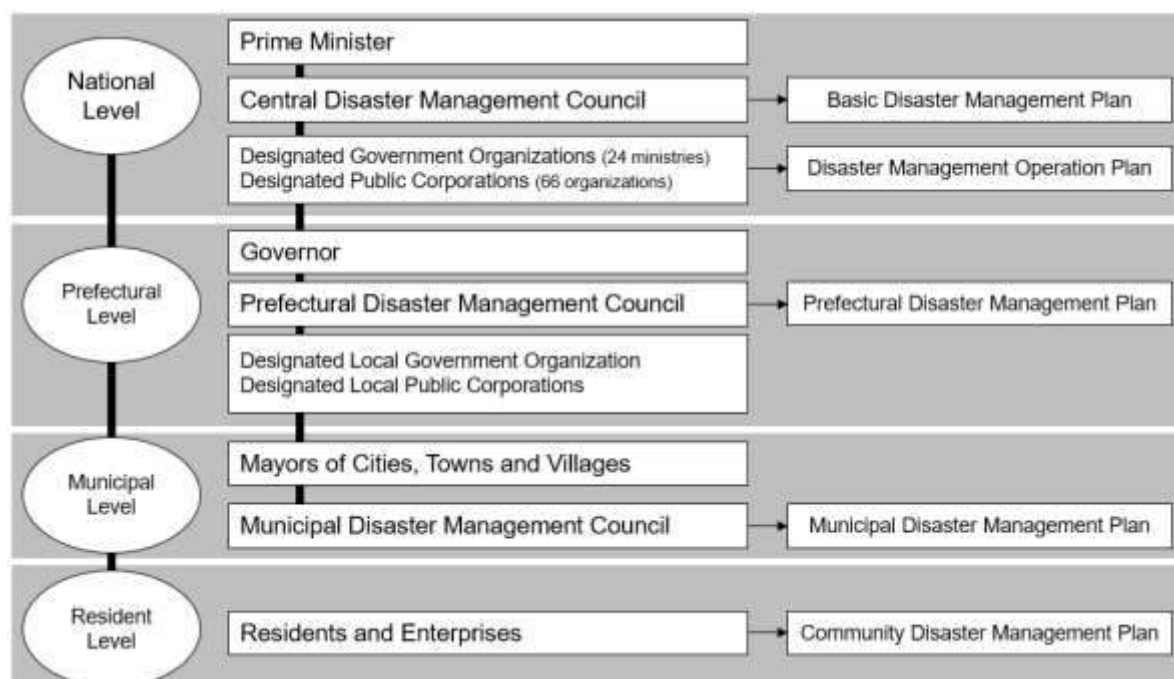 National
Level
Prime Minister
Central Disaster Management Council
Basic Disaster Management Plan
Designated Government Organizations (24 ministries)
Designated Public Corporations (66 organizations)
Disaster Management Operation Plan
Prefectural
Level
Governor
Prefectural Disaster Management Council
Prefectural Disaster Management Plan
Designated Local Government Organization
Designated Local Public Corporations
Municipal
Level
Mayors of Cities, Towns and Villages
Municipal Disaster Management Council
Municipal Disaster Management Plan
Resident
Level
Residents and Enterprises
Community Disaster Management Plan